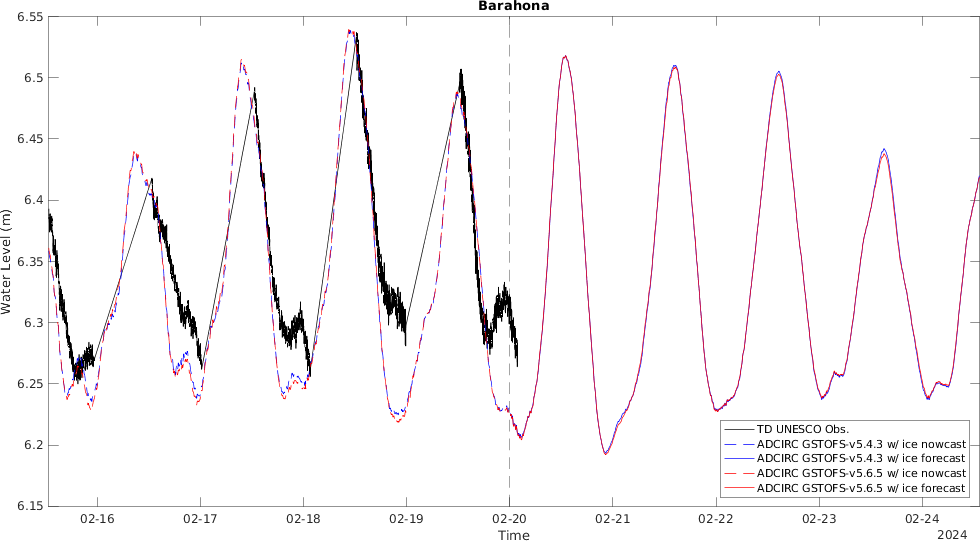 Barahona
Water Level (m)
6.55
6.5
6.45
6.4
6.35
6.3
6.25
6.2
6.15
TD UNESCO Obs.
ADCIRC GSTOFS-v5.4.3 w/ ice nowcast
ADCIRC GSTOFS-v5.4.3 w/ ice forecast
ADCIRC GSTOFS-v5.6.5 w/ ice nowcast
ADCIRC GSTOFS-v5.6.5 w/ ice forecast
02-16 02-17 02-18 02-19 02-20 02-21 02-22 02-23 02-24
Time
2024